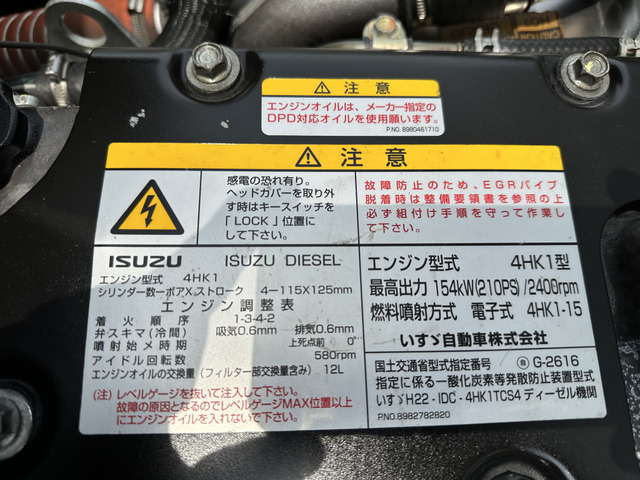 ⚠ 注意
エンジンオイルは、メーカー指定の
DPD対応オイルを使用願います。
P.NO. 8980461710
⚠ 注意
感電の恐れ有り。
ヘッドカバーを取り外
す時はキースイッチを
「LOCK」位置に
して下さい。
故障防止のため、EGRパイプ
脱着時は整備要領書を参照の上
必ず組付け手順を守って作業し
て下さい。
ISUZU ISUZU DIESEL
エンジン型式 4HK1
シリンダー数ーボアXストローク 4ー115X125mm
エンジン調整表
着火順序 1-3-4-2
弁スキマ(冷間) 吸気0.6mm 排気0.6mm
噴射始メ時期 上死点前 0°
アイドル回転数 580rpm
エンジンオイルの交換量(フィルター部交換量含み) 12L
(注)レベルゲージを抜いて注入して下さい。
故障の原因となるのでレベルゲージMAX位置以上
にエンジンオイルを入れないで下さい。
エンジン型式 4HK1型
最高出力 154kW(210PS)/2400rpm
燃料噴射方式 電子式 4HK1-15
いすゞ自動車株式会社
国土交通省型式指定番号 G-2616
指定に係る一酸化炭素等発散防止装置型式
いすゞH22・IDC・4HK1TCS4 ディーゼル機関
P.NO.8982782820